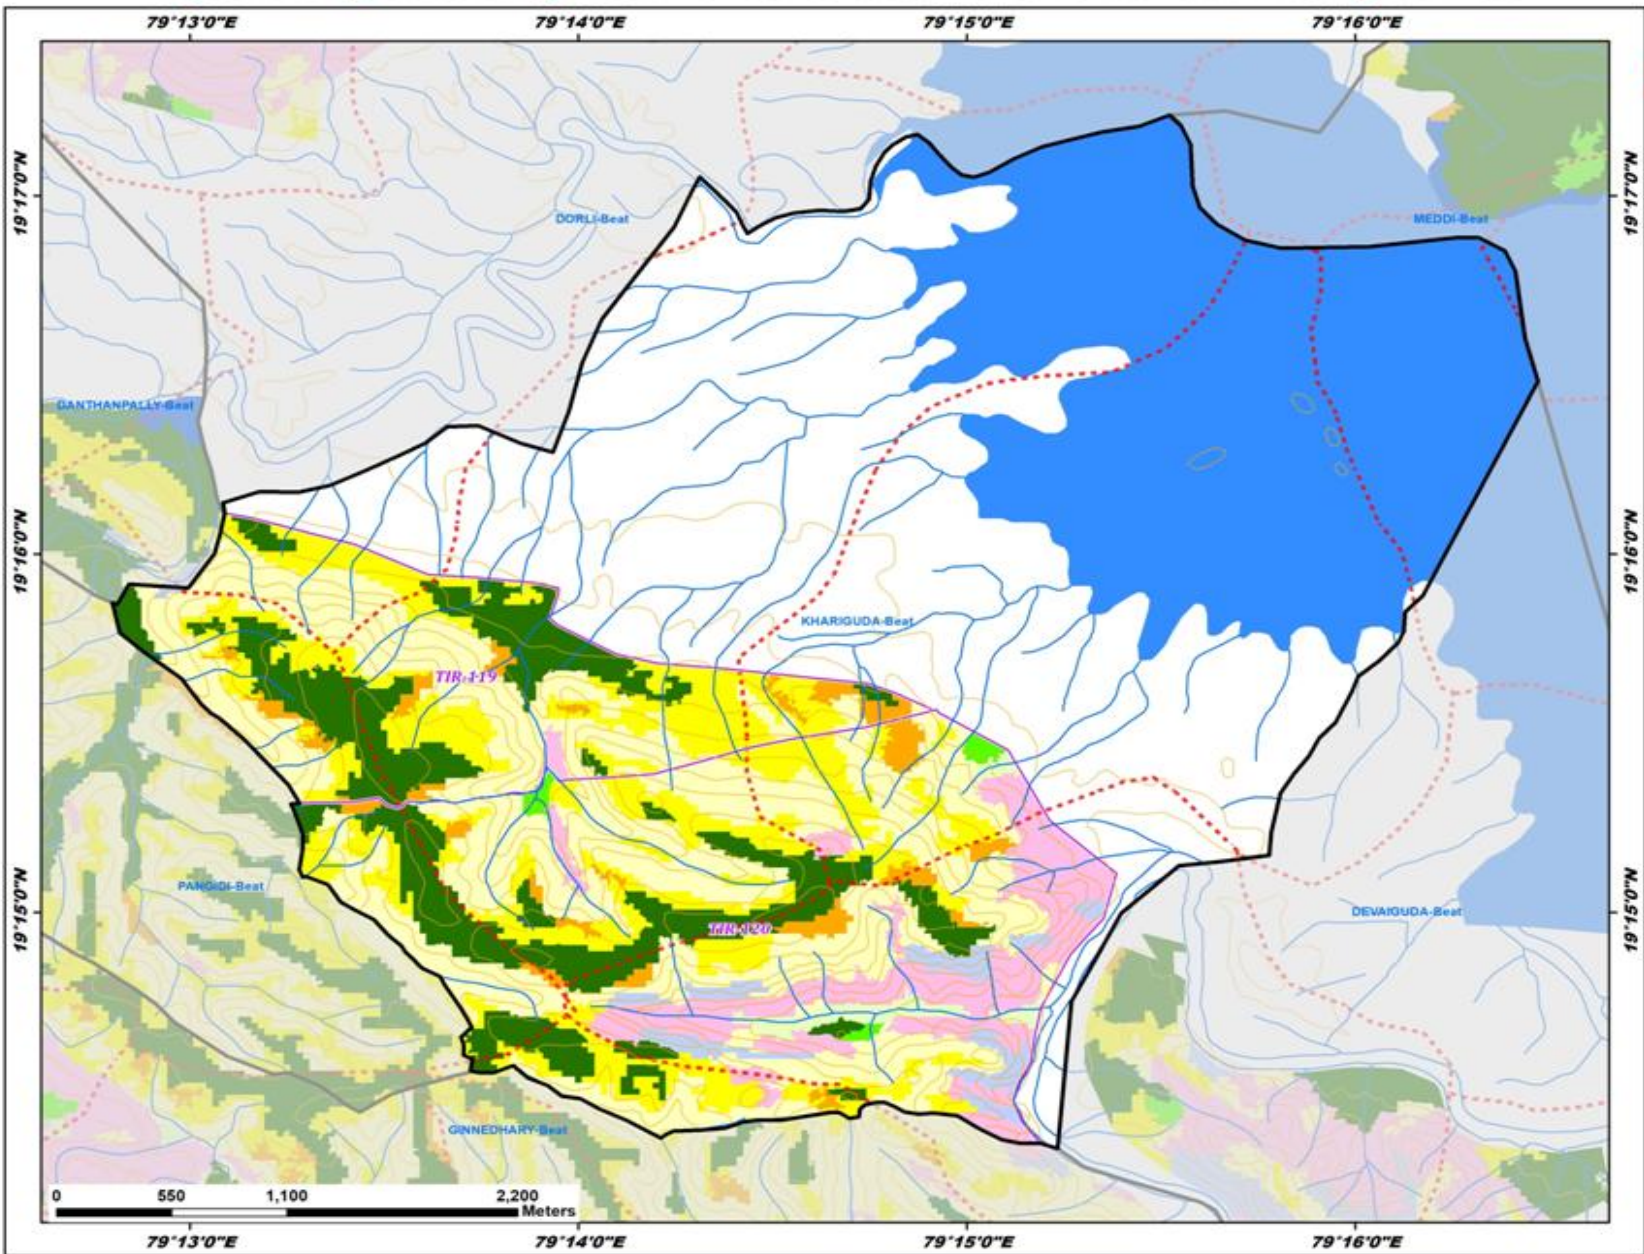 79°13'0"E 79°14'0"E 79°15'0"E 79°16'0"E
19°17'0"N 19°17'0"N
DORLI-Beat MEDDI-Beat
DANTHANPALLY-Beat
19°16'0"N 19°16'0"N
KHARIGUDA-Beat
TIR-119
PANGIDI-Beat
19°15'0"N DEVAIGUDA-Beat 19°15'0"N
TIR-120
GINNEDHARY-Beat
0 550 1,100 2,200
Meters
79°13'0"E 79°14'0"E 79°15'0"E 79°16'0"E